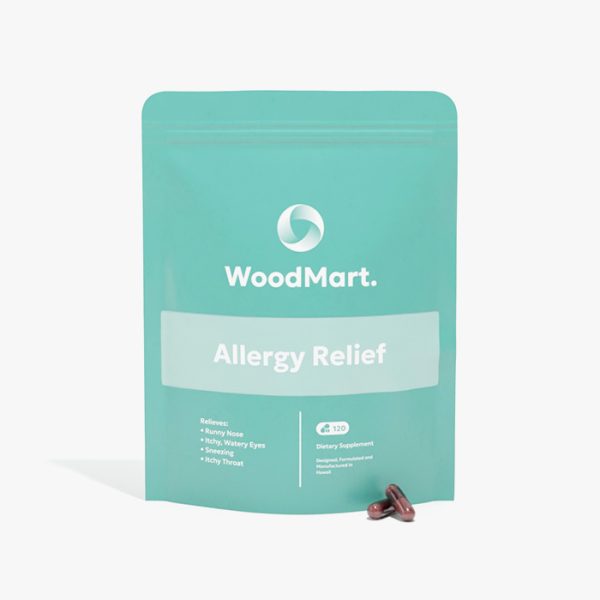 WoodMart.
Allergy Relief
Relieves:
• Runny Nose
• Itchy, Watery Eyes
• Sneezing
• Itchy Throat
120
Dietary Supplement
Designed, Formulated and
Manufactured in
Hawaii